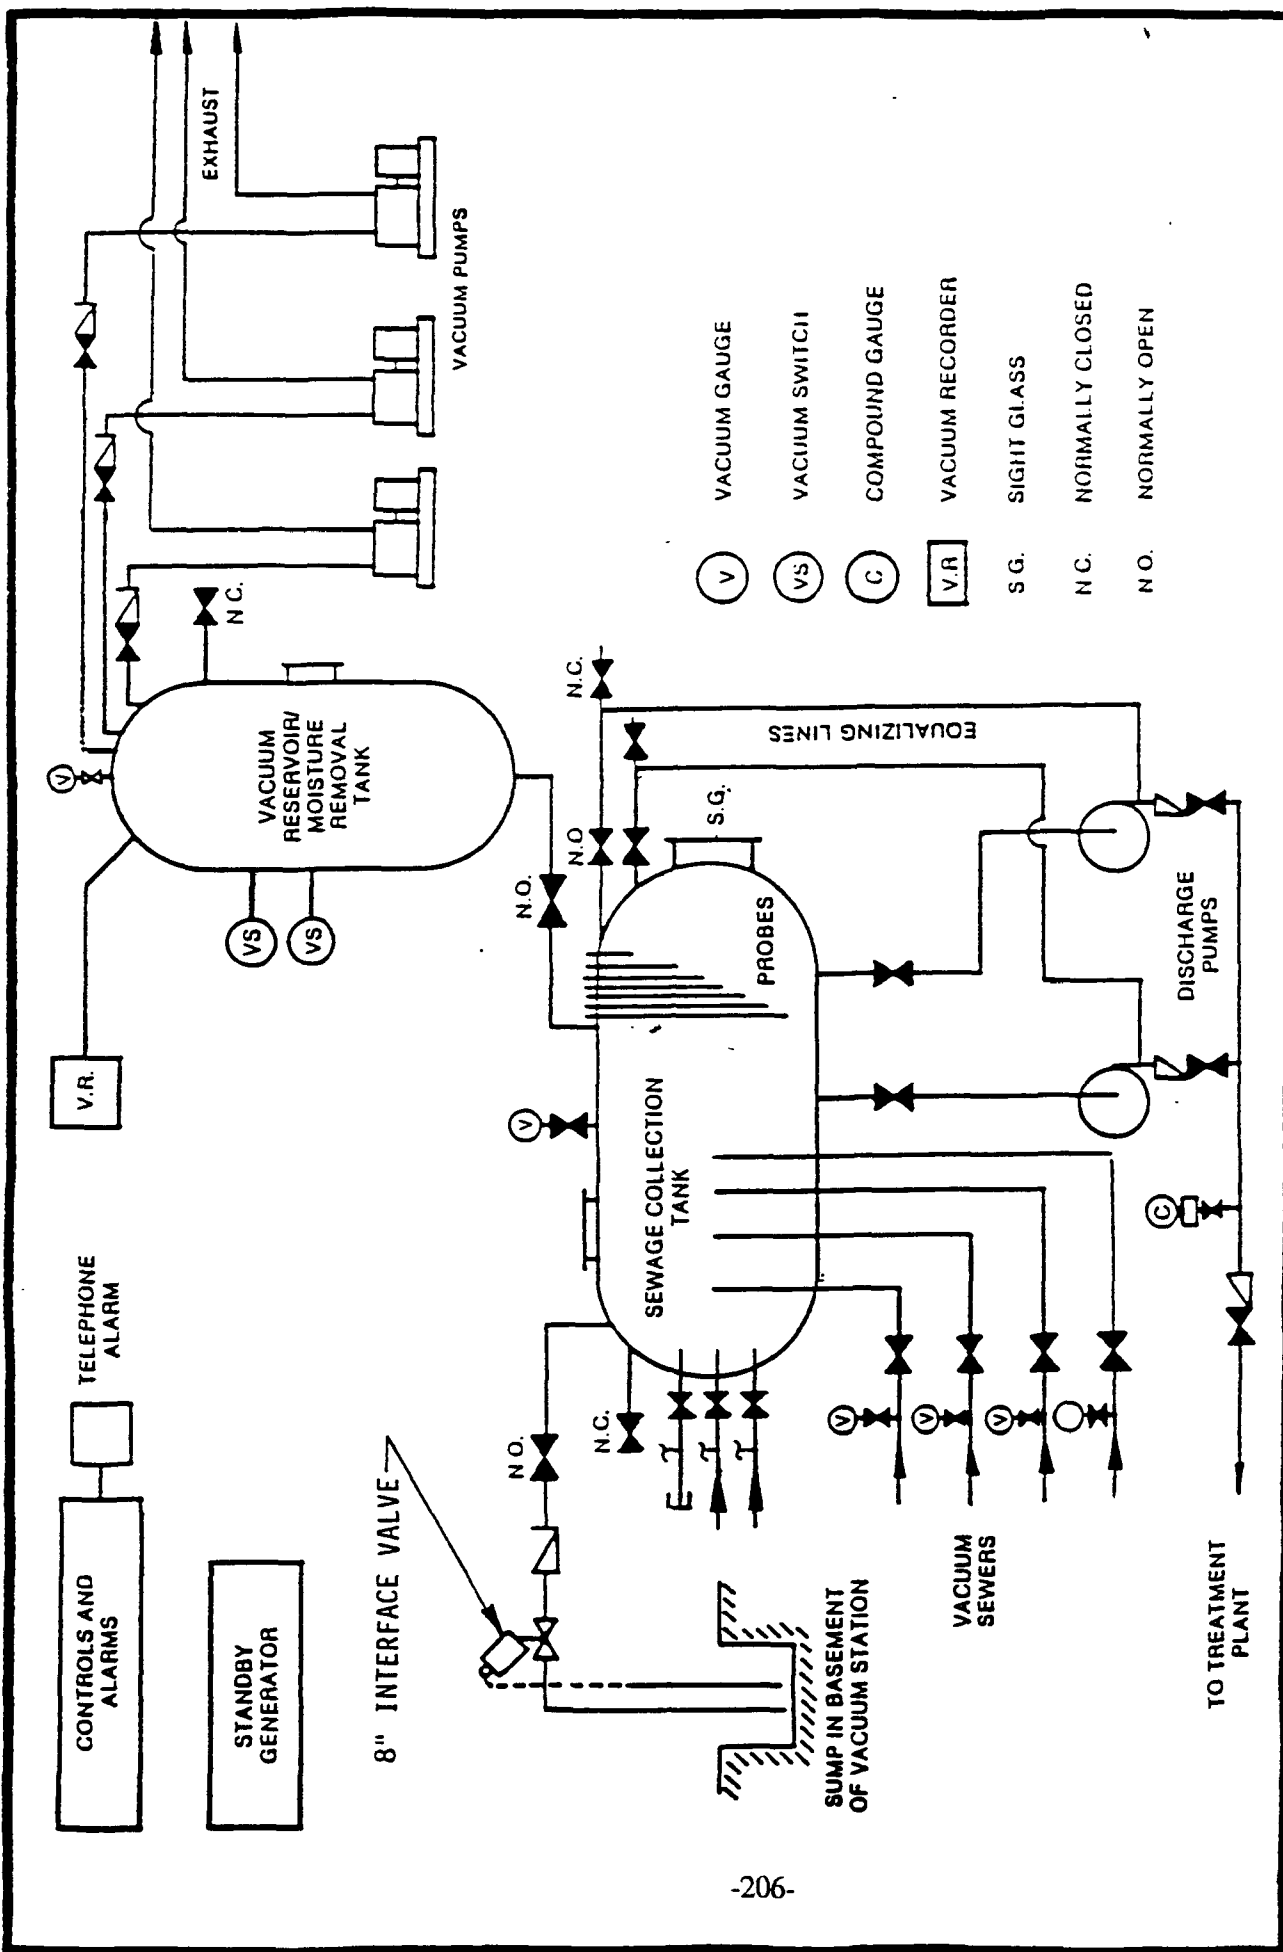 CONTROLS AND
ALARMS
TELEPHONE
ALARM
V.R.
STANDBY
GENERATOR
8" INTERFACE VALVE
V
VS
VS
VACUUM
RESERVOIR/
MOISTURE
REMOVAL
TANK
N C.
EXHAUST
VACUUM PUMPS
N O.
N.C.
V
N.O.
N.O
N.C.
S.G.
PROBES
SEWAGE COLLECTION
TANK
EQUALIZING LINES
SUMP IN BASEMENT
OF VACUUM STATION
VACUUM
SEWERS
V
V
V
C
DISCHARGE
PUMPS
TO TREATMENT
PLANT
V VACUUM GAUGE
VS VACUUM SWITCH
C COMPOUND GAUGE
V.R VACUUM RECORDER
S G. SIGHT GLASS
N C. NORMALLY CLOSED
N O. NORMALLY OPEN
-206-